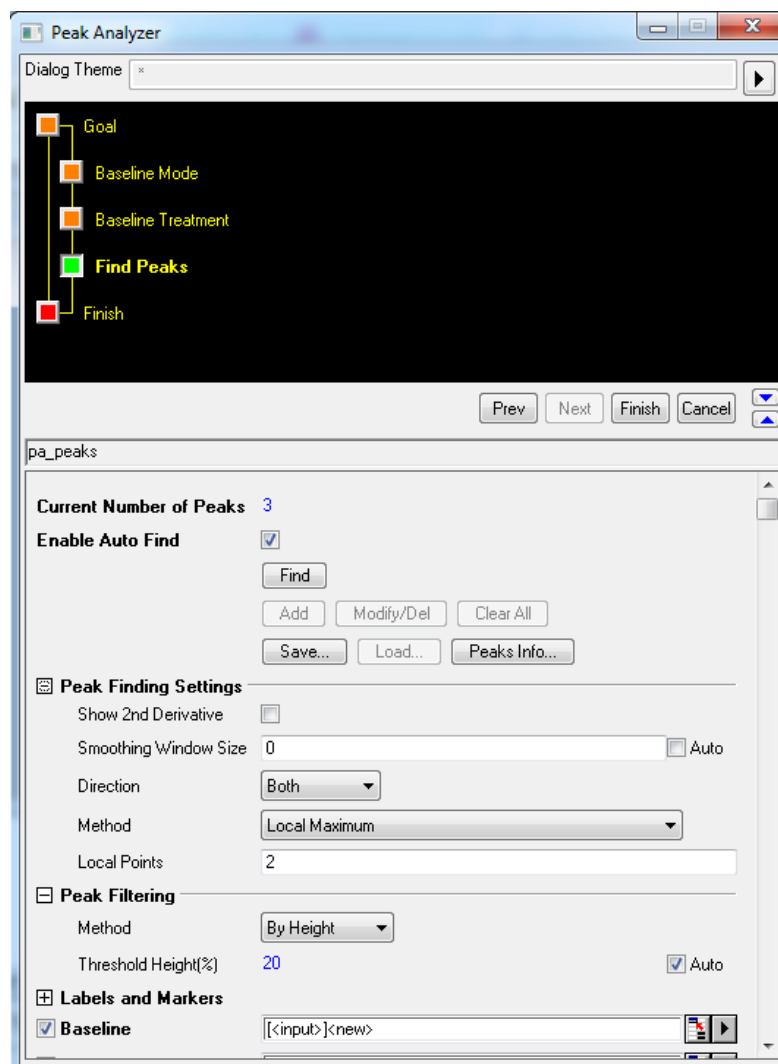 Peak Analyzer
Dialog Theme *
Goal
Baseline Mode
Baseline Treatment
Find Peaks
Finish
Prev Next Finish Cancel
pa_peaks
Current Number of Peaks 3
Enable Auto Find
Find
Add Modify/Del Clear All
Save... Load... Peaks Info...
Peak Finding Settings
Show 2nd Derivative
Smoothing Window Size 0 Auto
Direction Both
Method Local Maximum
Local Points 2
Peak Filtering
Method By Height
Threshold Height(%) 20 Auto
Labels and Markers
Baseline [<input>]<new>